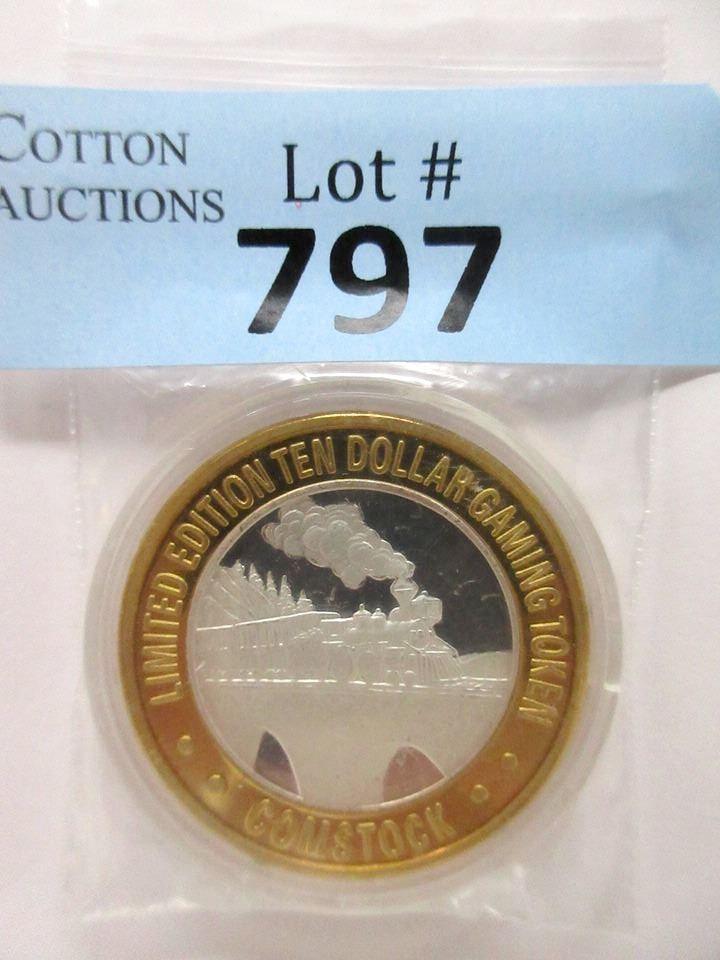 COTTON
AUCTIONS
Lot #
797
LIMITED EDITION TEN DOLLAR GAMING TOKEN
COMSTOCK